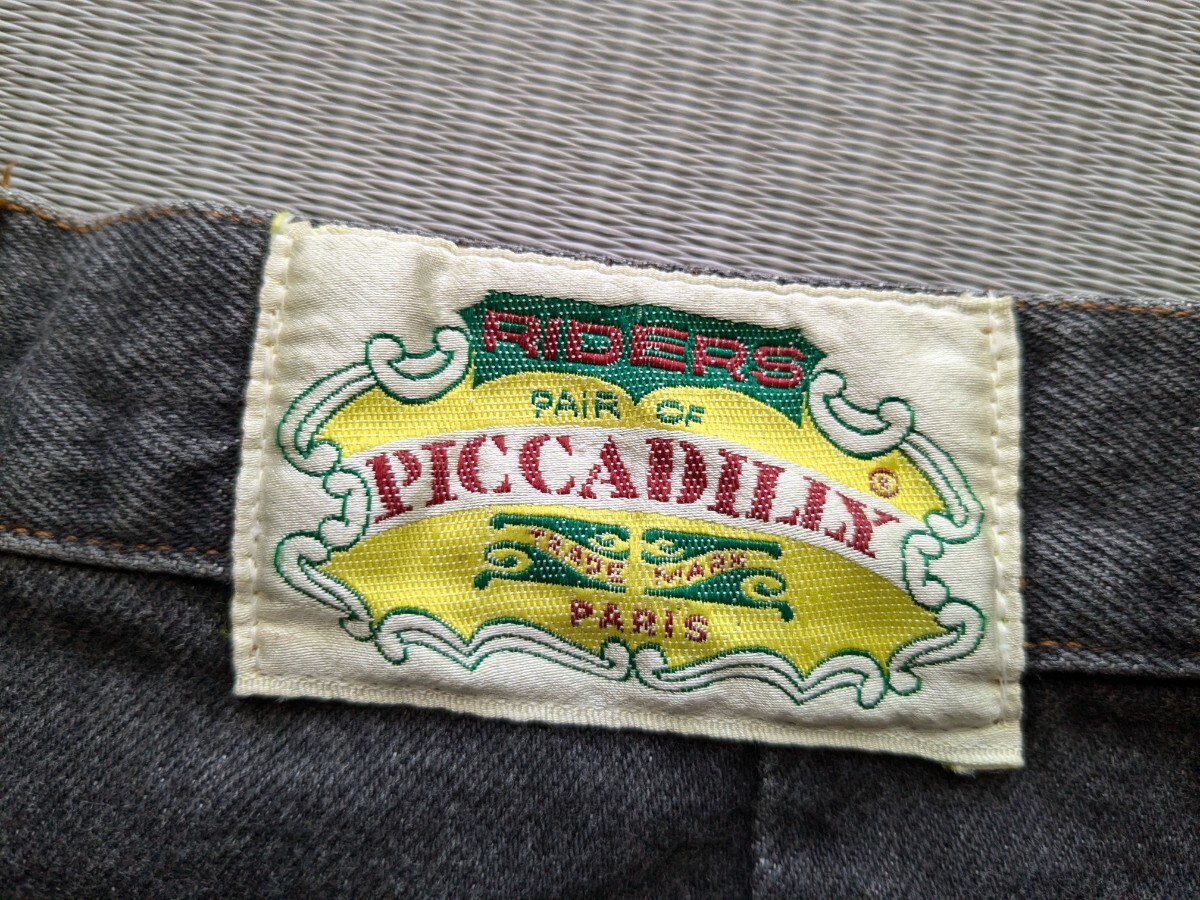 RIDERS
PAIR OF
PICCADILLY ®
TRADE MARK
PARIS